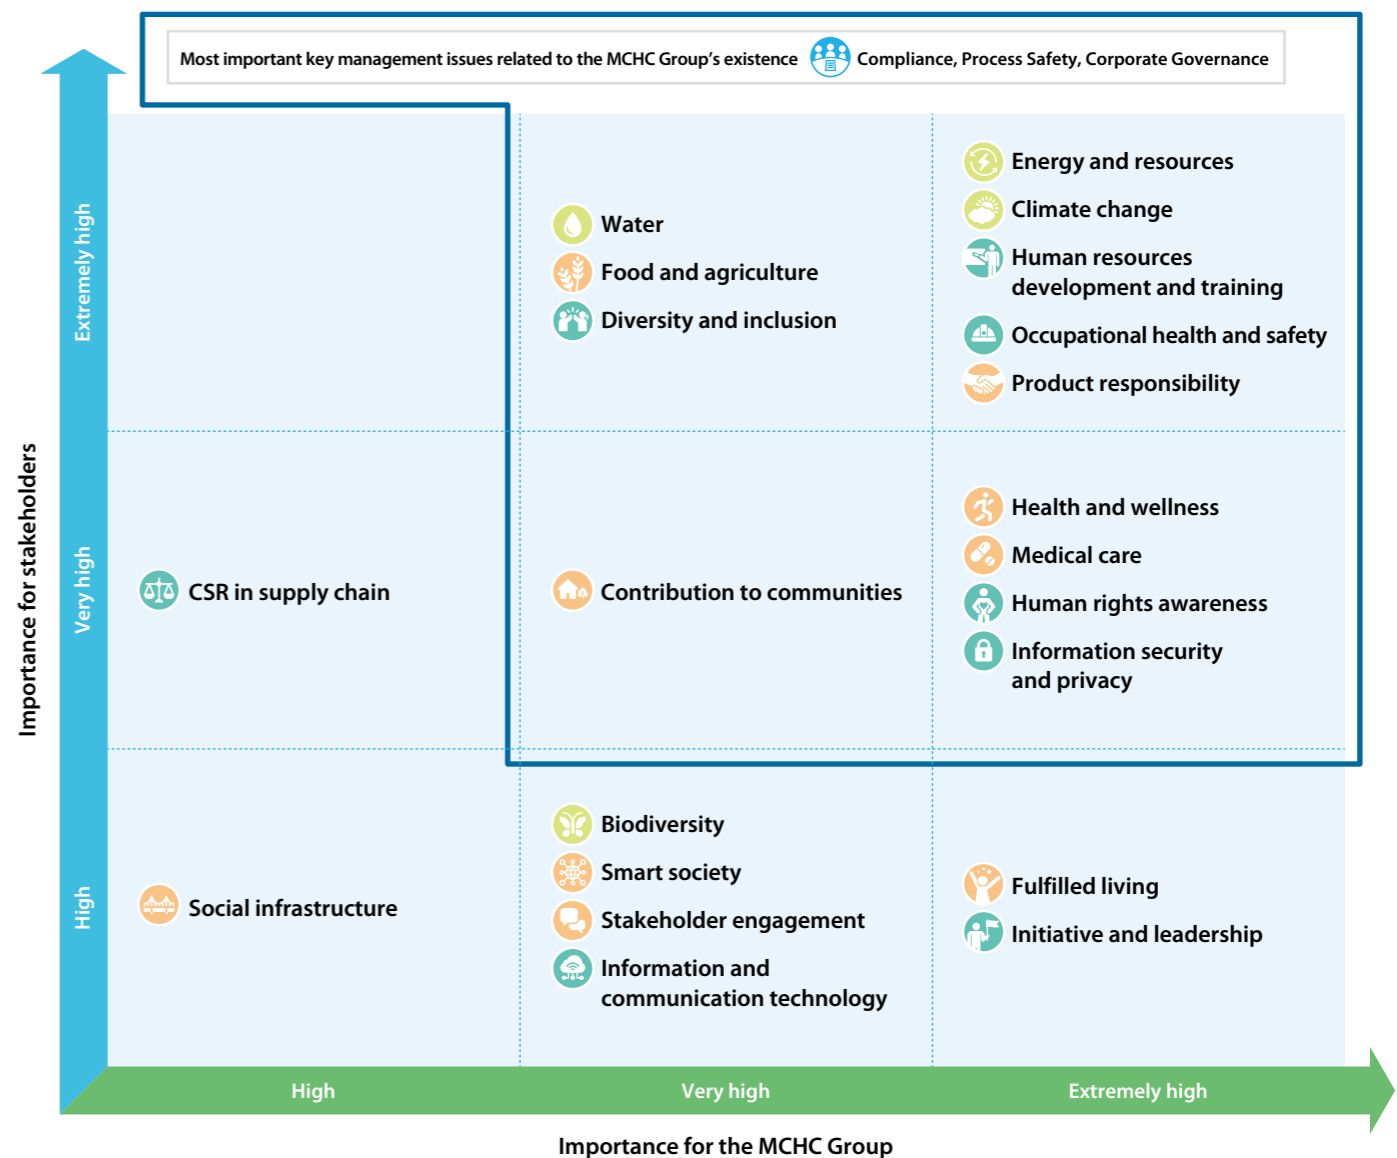 Most important key management issues related to the MCHC Group’s existence
Compliance, Process Safety, Corporate Governance
Importance for stakeholders
Extremely high
Water
Food and agriculture
Diversity and inclusion
Energy and resources
Climate change
Human resources
development and training
Occupational health and safety
Product responsibility
Very high
CSR in supply chain
Contribution to communities
Health and wellness
Medical care
Human rights awareness
Information security
and privacy
High
Social infrastructure
Biodiversity
Smart society
Stakeholder engagement
Information and
communication technology
Fulfilled living
Initiative and leadership
High
Very high
Extremely high
Importance for the MCHC Group